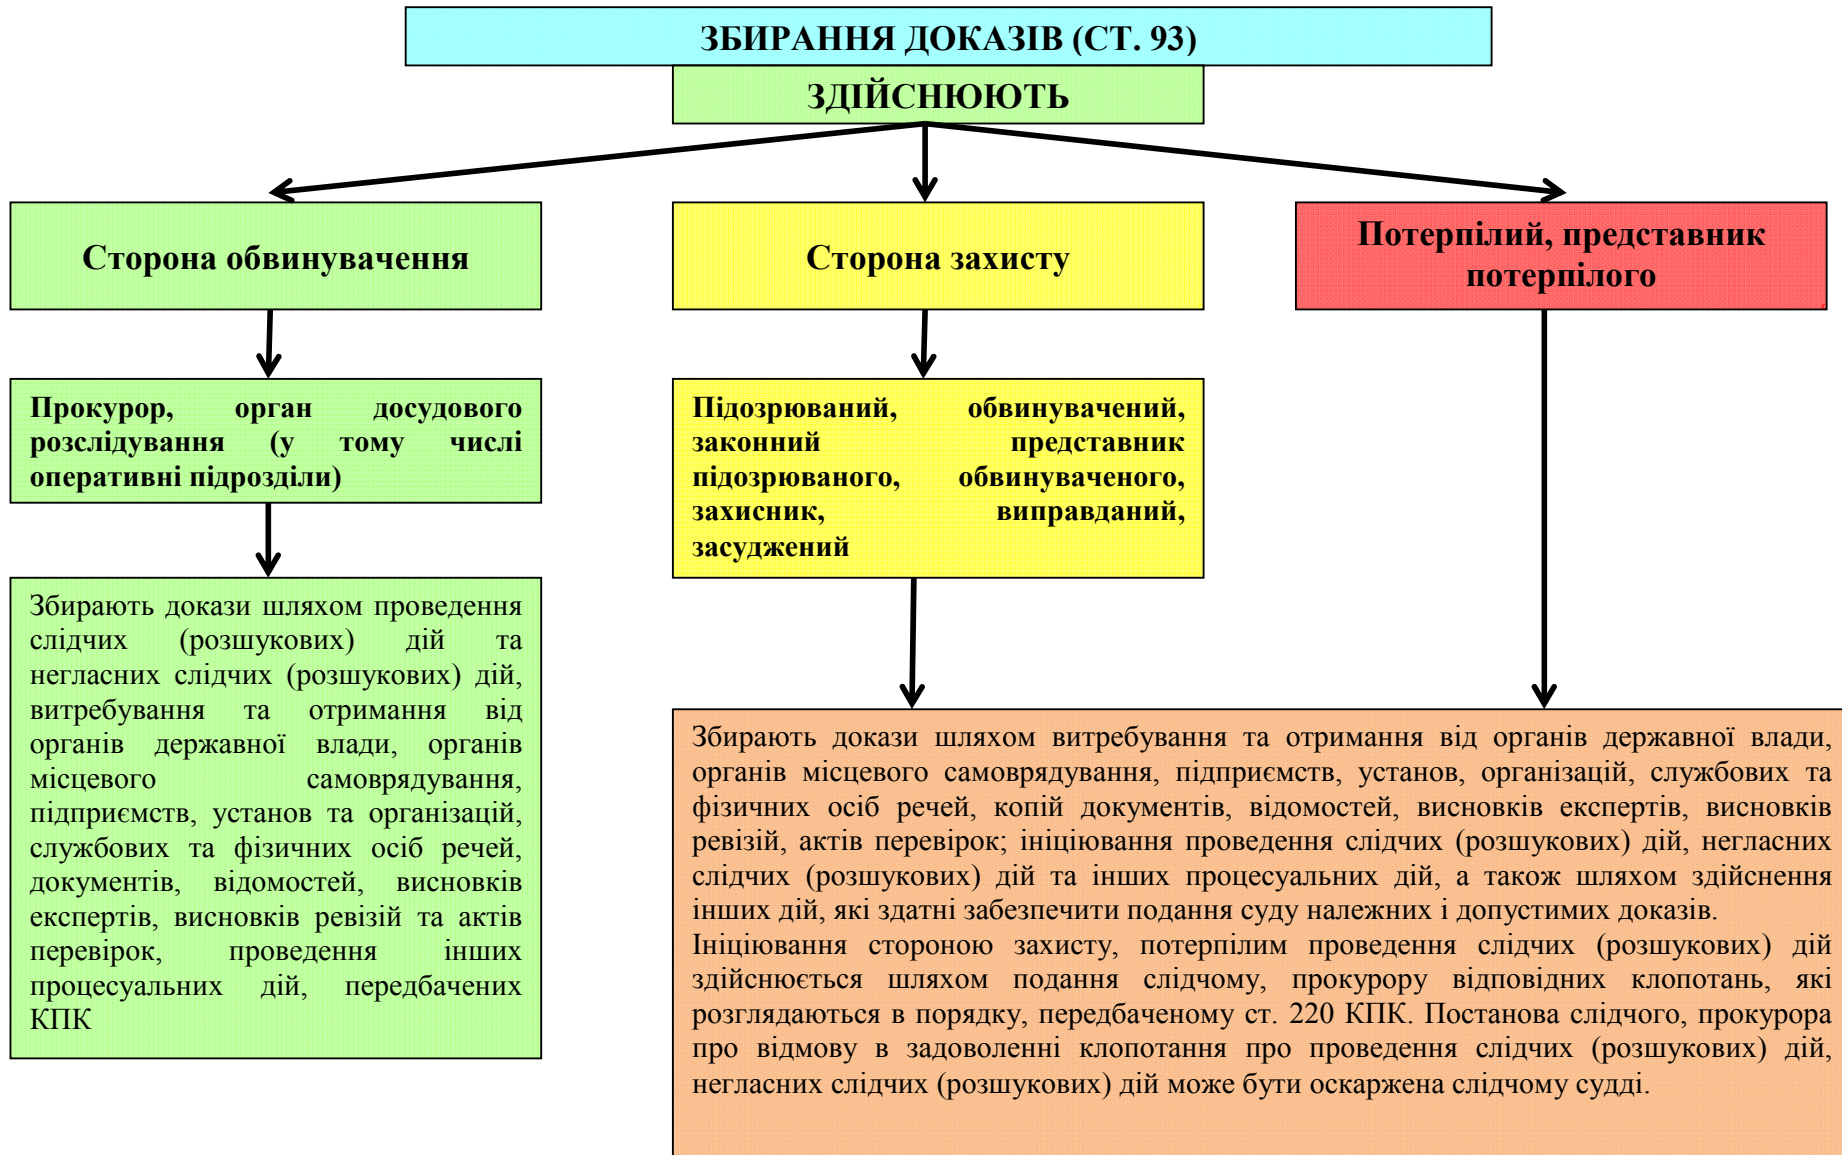 ЗБИРАННЯ ДОКАЗІВ (СТ. 93)
ЗДІЙСНЮЮТЬ
Сторона обвинувачення
Сторона захисту
Потерпілий, представник
потерпілого
Прокурор, орган досудового
розслідування (у тому числі
оперативні підрозділи)
Підозрюваний, обвинувачений,
законний представник
підозрюваного, обвинуваченого,
захисник, виправданий,
засуджений
Збирають докази шляхом проведення
слідчих (розшукових) дій та
негласних слідчих (розшукових) дій,
витребування та отримання від
органів державної влади, органів
місцевого самоврядування,
підприємств, установ та організацій,
службових та фізичних осіб речей,
документів, відомостей, висновків
експертів, висновків ревізій та актів
перевірок, проведення інших
процесуальних дій, передбачених
КПК
Збирають докази шляхом витребування та отримання від органів державної влади,
органів місцевого самоврядування, підприємств, установ, організацій, службових та
фізичних осіб речей, копій документів, відомостей, висновків експертів, висновків
ревізій, актів перевірок; ініціювання проведення слідчих (розшукових) дій, негласних
слідчих (розшукових) дій та інших процесуальних дій, а також шляхом здійснення
інших дій, які здатні забезпечити подання суду належних і допустимих доказів.
Ініціювання стороною захисту, потерпілим проведення слідчих (розшукових) дій
здійснюється шляхом подання слідчому, прокурору відповідних клопотань, які
розглядаються в порядку, передбаченому ст. 220 КПК. Постанова слідчого, прокурора
про відмову в задоволенні клопотання про проведення слідчих (розшукових) дій,
негласних слідчих (розшукових) дій може бути оскаржена слідчому судді.